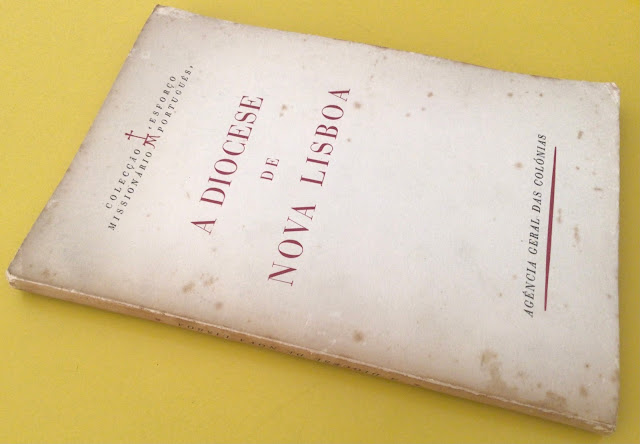 COLECÇÃO ‚ESFORÇO
MISSIONÁRIO PORTUGUÊS‚
A DIOCESE
DE
NOVA LISBOA
AGÊNCIA GERAL DAS COLÓNIAS